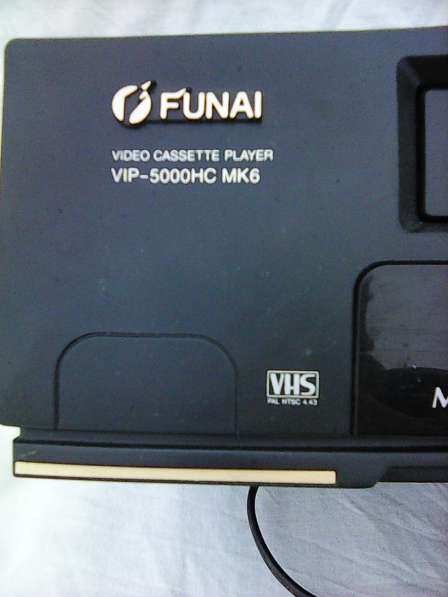 FUNAI
VIDEO CASSETTE PLAYER
VIP-5000HC MK6
VHS
PAL NTSC 4.43
M